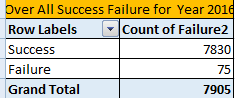 Over All Success Failure for Year 2016
Row Labels Count of Failure2
Success 7830
Failure 75
Grand Total 7905